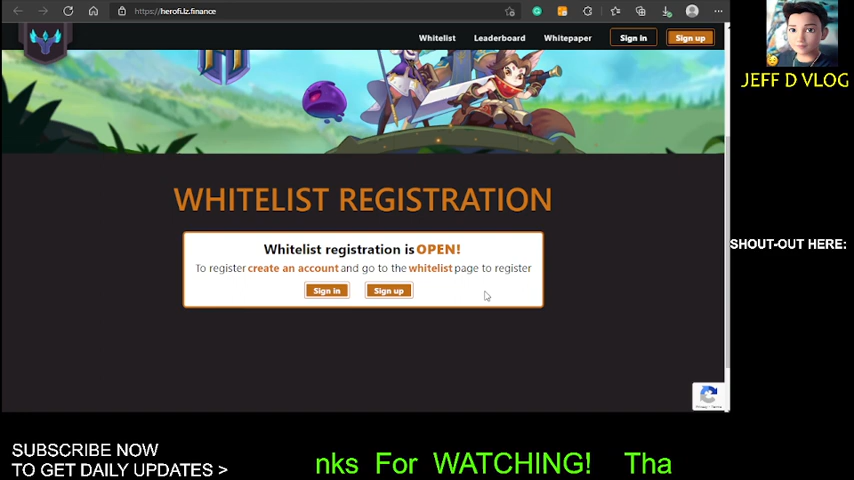 https://herofi.lz.finance
Whitelist Leaderboard Whitepaper Sign in Sign up
JEFF D VLOG
WHITELIST REGISTRATION
Whitelist registration is OPEN!
To register create an account and go to the whitelist page to register
Sign in Sign up
SHOUT-OUT HERE:
SUBSCRIBE NOW
TO GET DAILY UPDATES >
nks For WATCHING! Tha